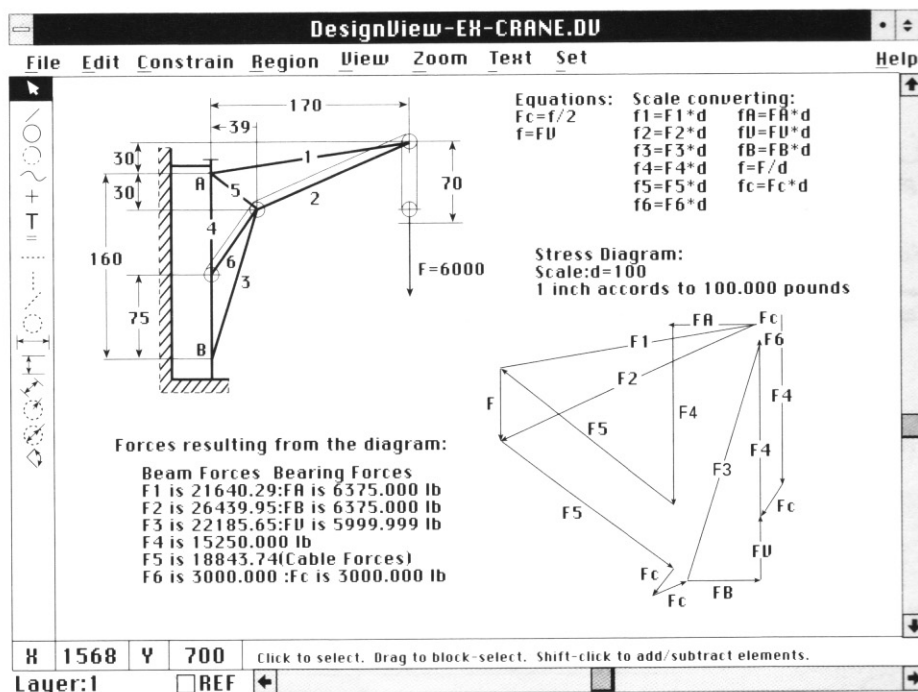 DesignView-EX-CRANE.DV
File Edit Constrain Region View Zoom Text Set Help
170
39
30
30
160
75
70
A
B
1
2
3
4
5
6
F=6000
T
Equations:
Fc=f/2
f=FV
Scale converting:
f1=F1*d fA=FA*d
f2=F2*d fV=FV*d
f3=F3*d fB=FB*d
f4=F4*d f=F/d
f5=F5*d fc=Fc*d
f6=F6*d
Stress Diagram:
Scale:d=100
1 inch accords to 100.000 pounds
FA
Fc
F1
F6
F2
F4
F
F5
F4
F4
F3
Fc
F5
FV
Fc
Fc
FB
Forces resulting from the diagram:
Beam Forces Bearing Forces
F1 is 21640.29:FA is 6375.000 lb
F2 is 26439.95:FB is 6375.000 lb
F3 is 22185.65:FV is 5999.999 lb
F4 is 15250.000 lb
F5 is 18843.74(Cable Forces)
F6 is 3000.000 :Fc is 3000.000 lb
X 1568 Y 700 Click to select. Drag to block-select. Shift-click to add/subtract elements.
Layer:1 REF